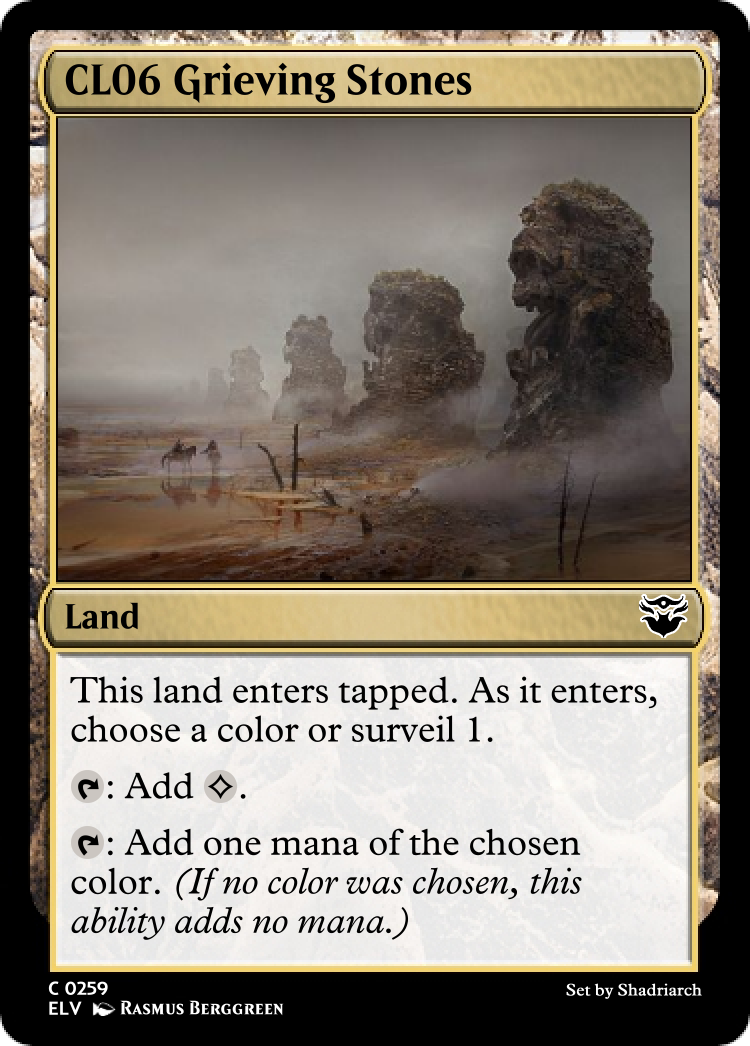 CL06 Grieving Stones
Land
This land enters tapped. As it enters,
choose a color or surveil 1.
: Add .
: Add one mana of the chosen
color. (If no color was chosen, this
ability adds no mana.)
C 0259
ELV Rasmus Berggreen
Set by Shadriarch